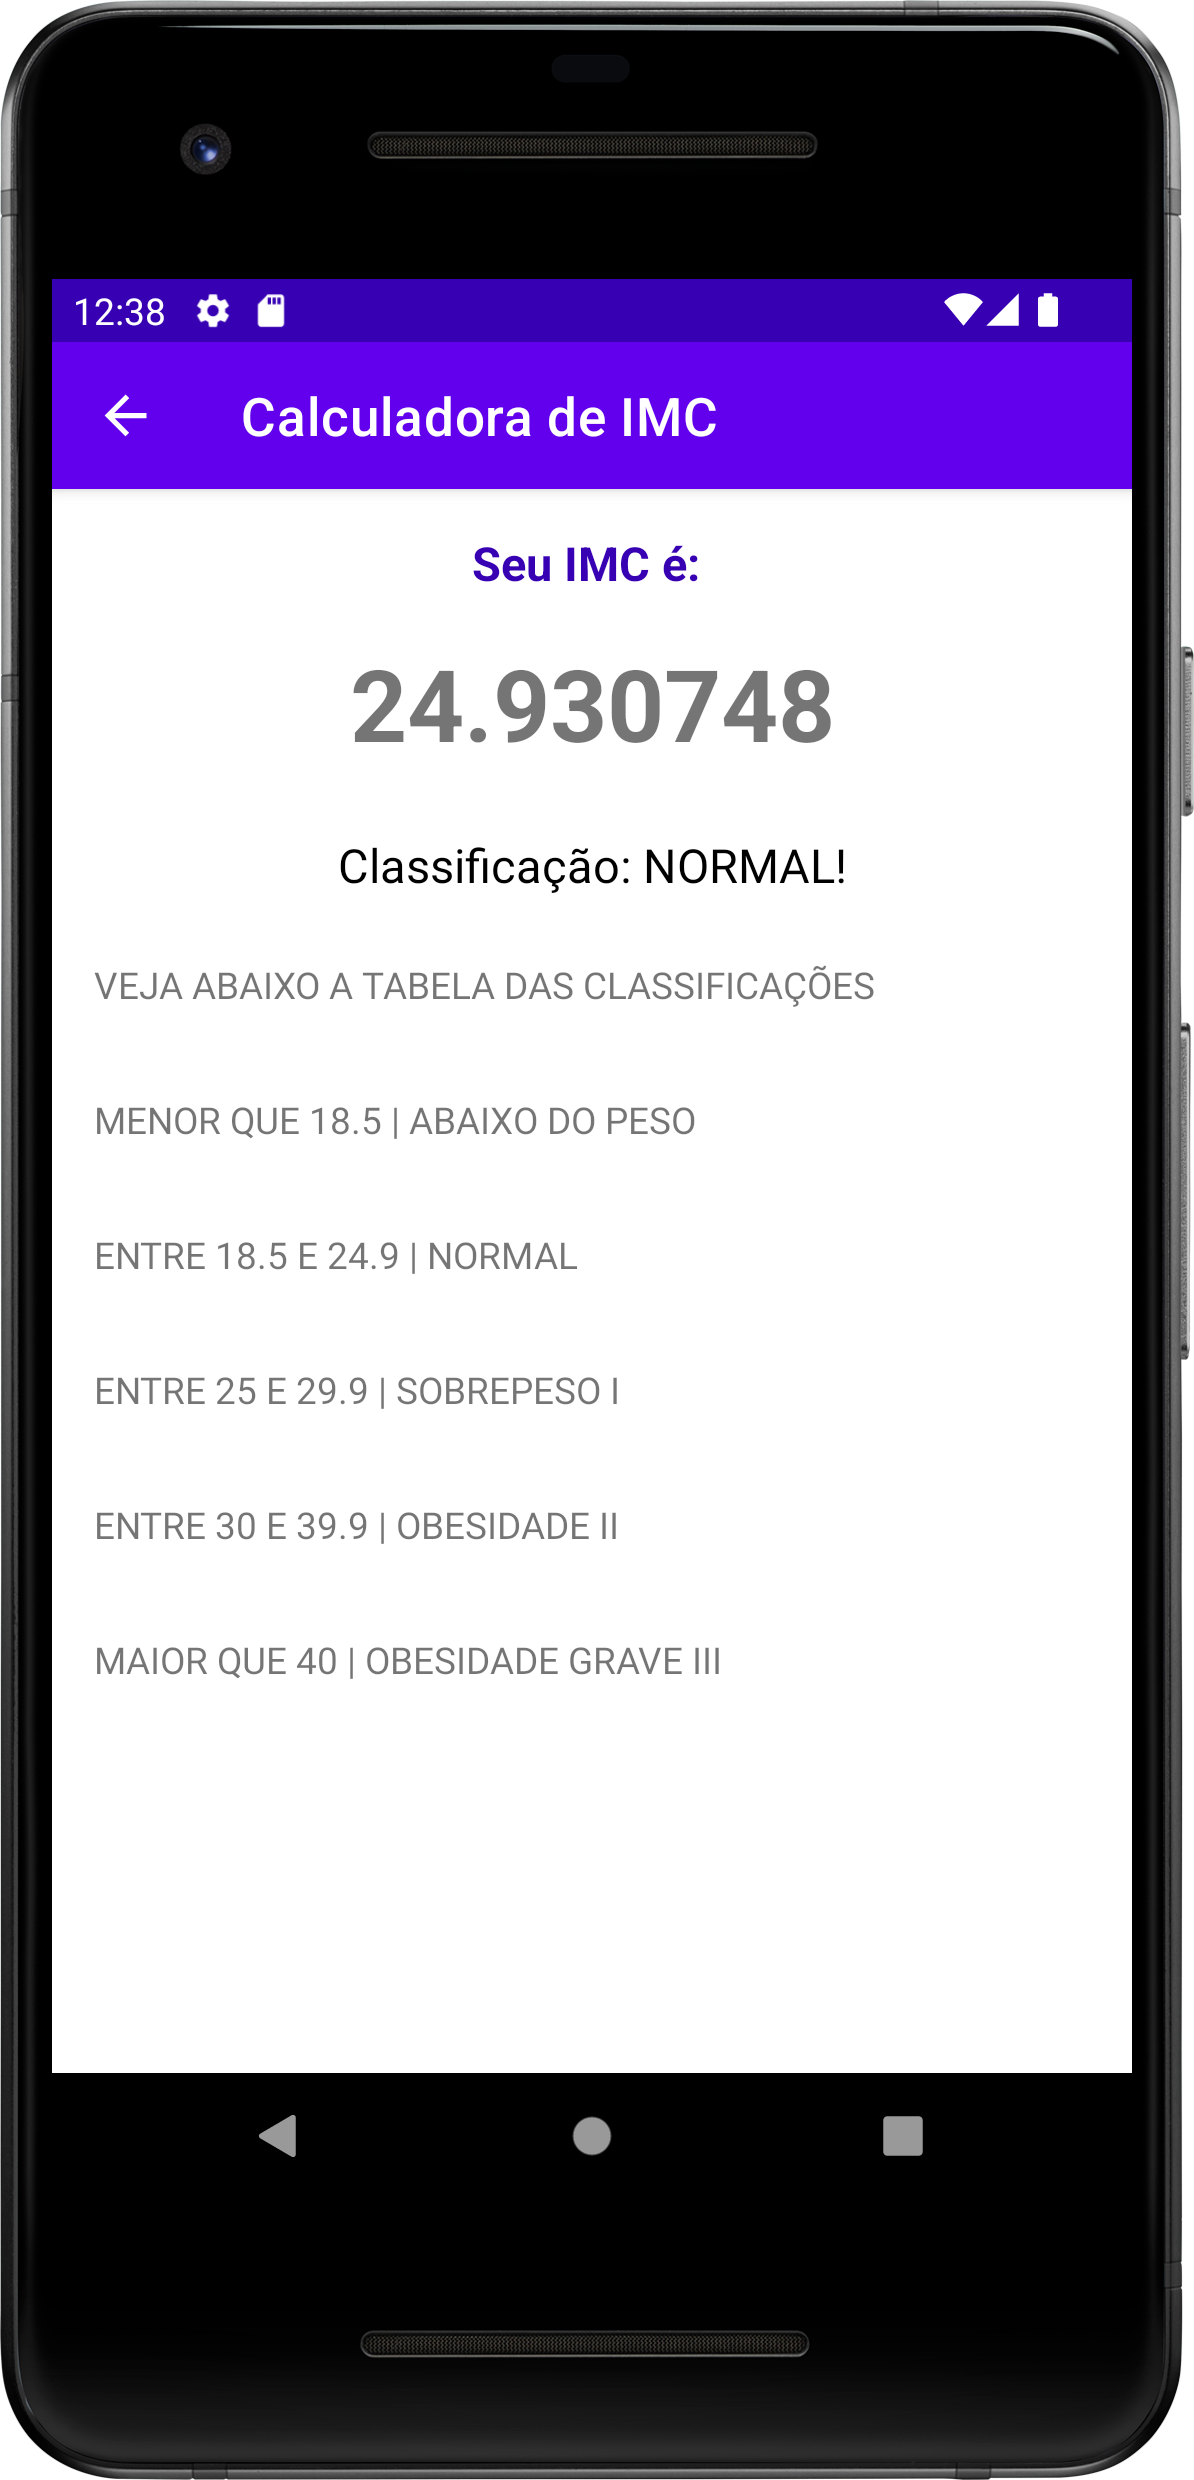 12:38
Calculadora de IMC
Seu IMC é:
24.930748
Classificação: NORMAL!
VEJA ABAIXO A TABELA DAS CLASSIFICAÇÕES
MENOR QUE 18.5 | ABAIXO DO PESO
ENTRE 18.5 E 24.9 | NORMAL
ENTRE 25 E 29.9 | SOBREPESO I
ENTRE 30 E 39.9 | OBESIDADE II
MAIOR QUE 40 | OBESIDADE GRAVE III